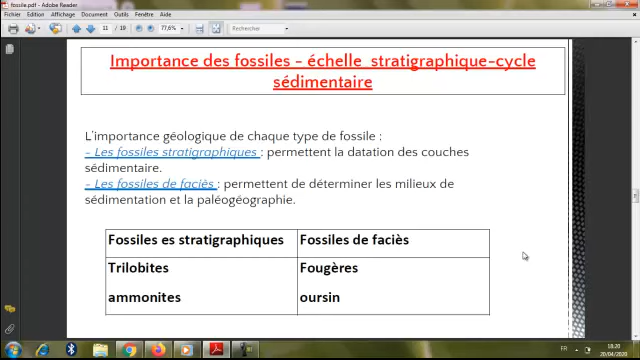 fossile.pdf - Adobe Reader
Fichier Edition Affichage Fenêtre Aide
11 / 19 77,6% Rechercher
Importance des fossiles - échelle stratigraphique-cycle
sédimentaire
L'importance géologique de chaque type de fossile :
- Les fossiles stratigraphiques : permettent la datation des couches
sédimentaire.
- Les fossiles de faciès : permettent de déterminer les milieux de
sédimentation et la paléogéographie.
Fossiles es stratigraphiques Fossiles de faciès
Trilobites Fougères
ammonites oursin
FR 18:20
20/04/2020